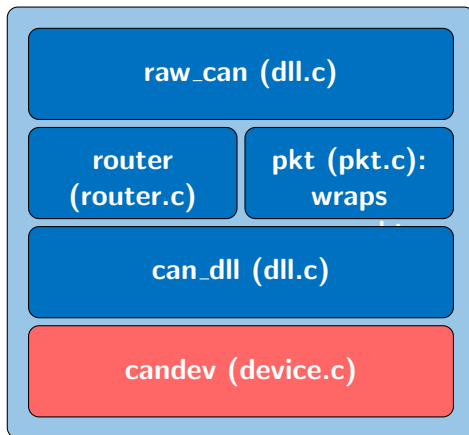 raw_can (dll.c)
router
(router.c)
pkt (pkt.c):
wraps
can_dll (dll.c)
candev (device.c)